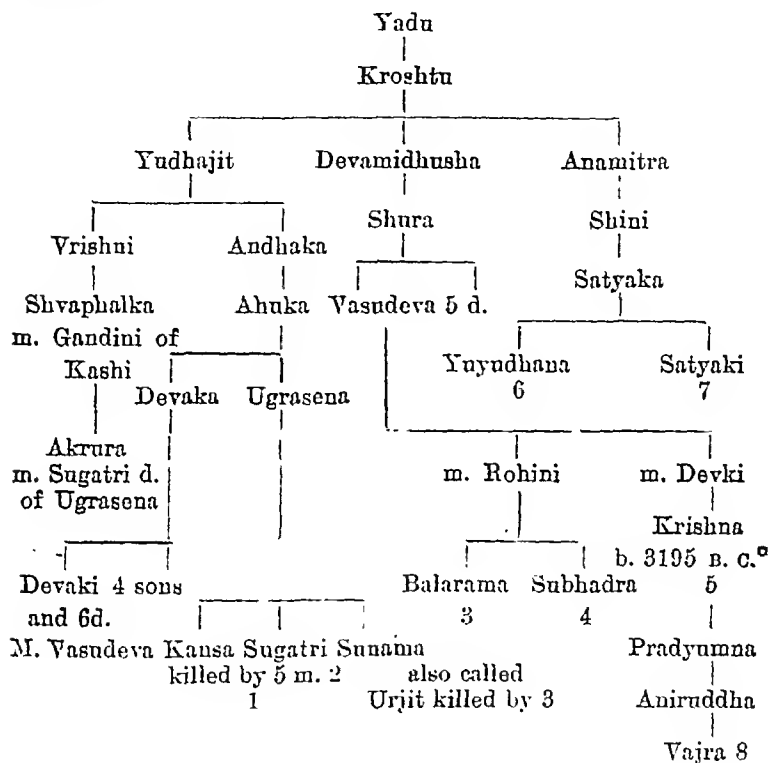 Yadu
Kroshtu
Yudhajit Devamidhusha Anamitra
Vrishni Andhaka Shura Shini
Satyaka
Shvaphalka Ahuka Vasudeva 5 d.
m. Gandini of
Kashi Yuyudhana Satyaki
Devaka Ugrasena 6 7
Akrura m. Rohini m. Devki
m. Sugatri d.
of Ugrasena Krishna
b. 3195 B. C.
Devaki 4 sons Balarama Subhadra 5
and 6d. 3 4
M. Vasudeva Kansa Sugatri Sunama Pradyumna
killed by 5 m. 2 also called
1 Urjit killed by 3 Aniruddha
Vajra 8